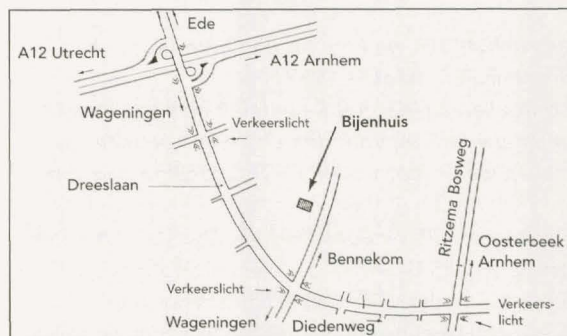 Ede
A12 Utrecht
A12 Arnhem
Wageningen
Verkeerslicht
Bijenhuis
Dreeslaan
Ritzema Bosweg
Oosterbeek
Arnhem
Bennekom
Verkeerslicht
Wageningen
Diedenweg
Verkeers-
licht